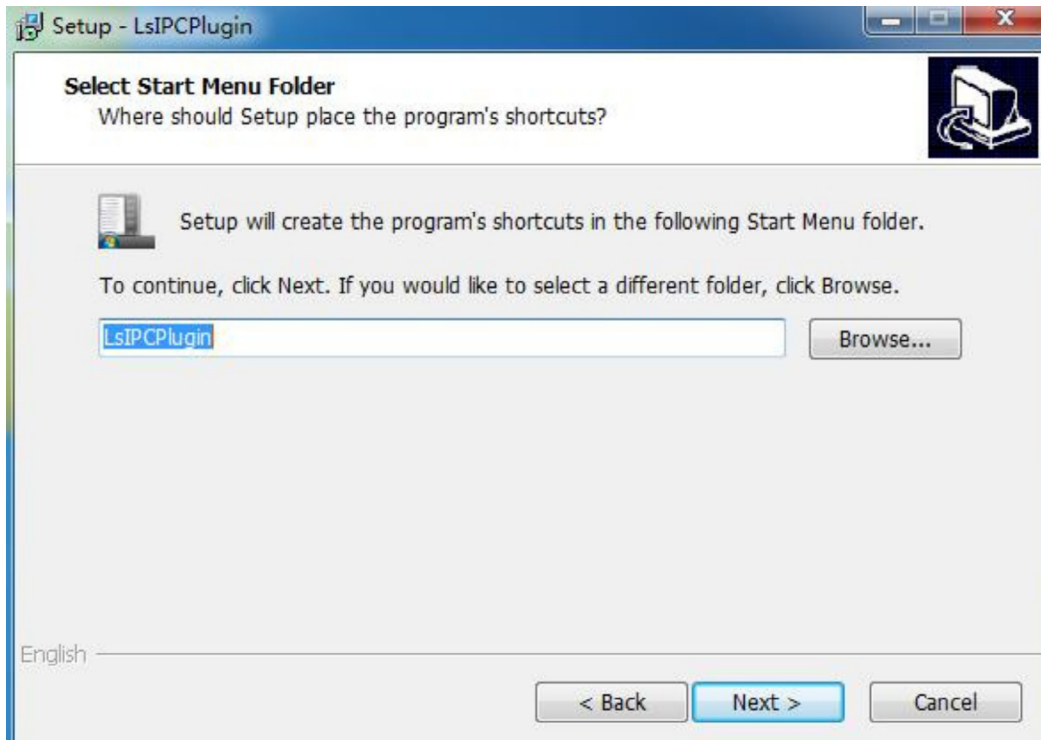 Setup - LsIPCPlugin
Select Start Menu Folder
Where should Setup place the program's shortcuts?
Setup will create the program's shortcuts in the following Start Menu folder.
To continue, click Next. If you would like to select a different folder, click Browse.
LsIPCPlugin
Browse...
English
< Back
Next >
Cancel